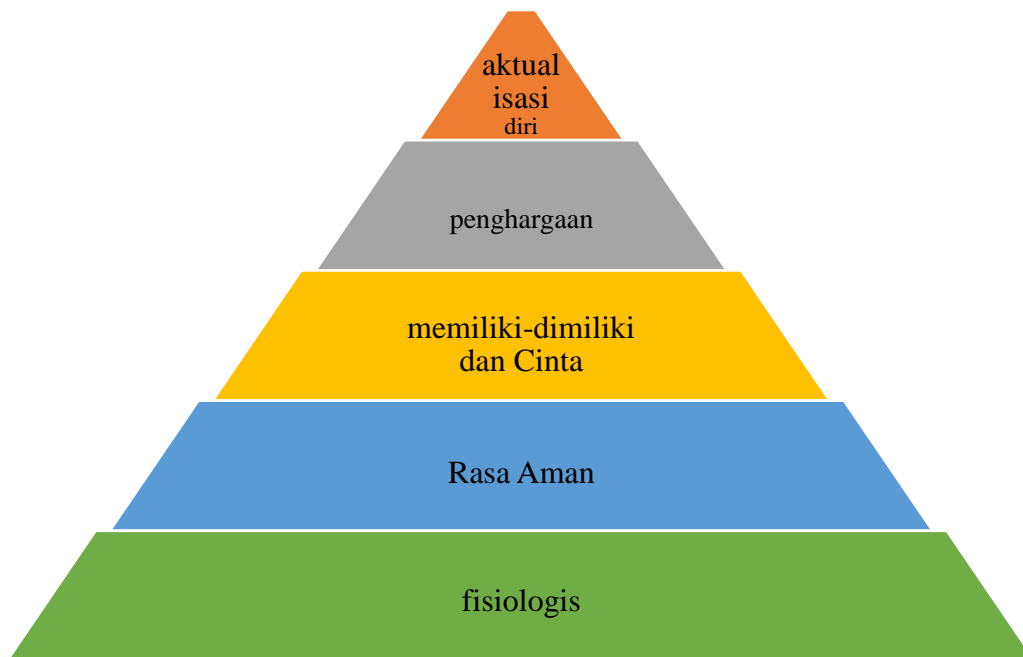 aktual
isasi
diri
penghargaan
memiliki-dimiliki
dan Cinta
Rasa Aman
fisiologis